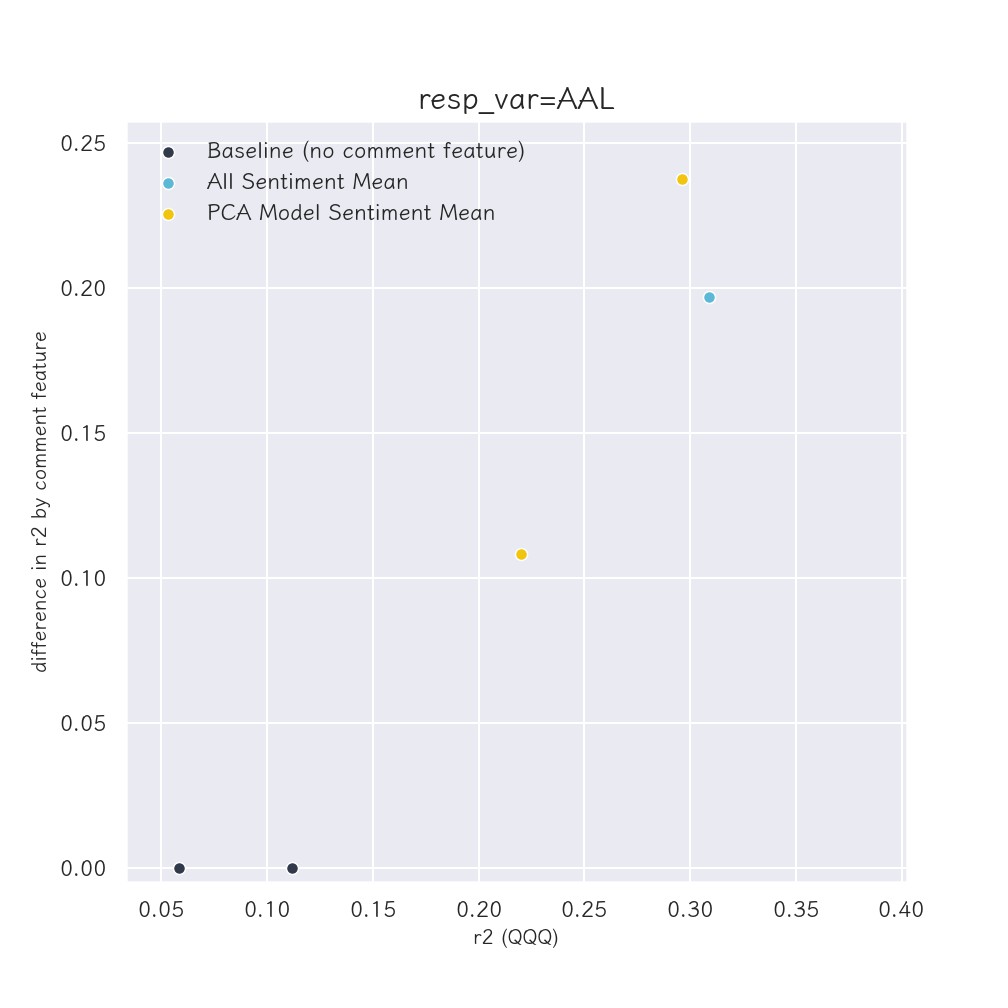 resp_var=AAL
0.25
Baseline (no comment feature)
All Sentiment Mean
PCA Model Sentiment Mean
0.20
0.15
0.10
0.05
0.00
difference in r2 by comment feature
0.05 0.10 0.15 0.20 0.25 0.30 0.35 0.40
r2 (QQQ)